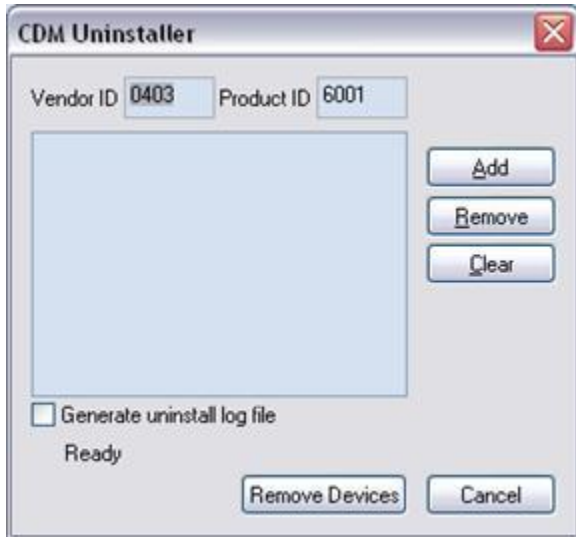 CDM Uninstaller
Vendor ID 0403 Product ID 6001
Add
Remove
Clear
Generate uninstall log file
Ready
Remove Devices Cancel